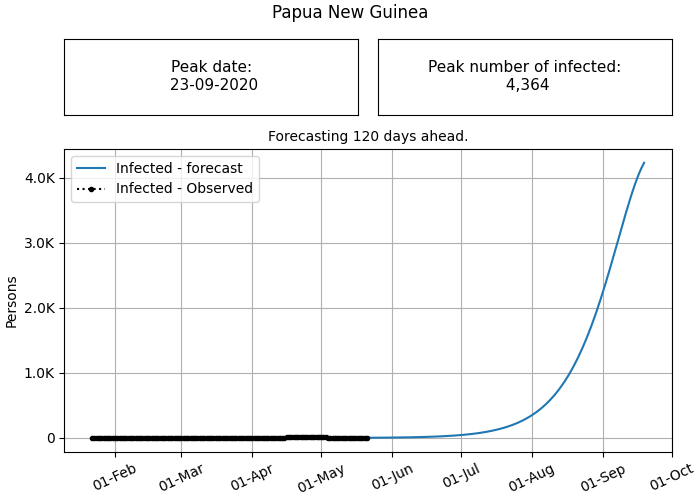 Papua New Guinea
Peak date:
23-09-2020
Peak number of infected:
4,364
Forecasting 120 days ahead.
Infected - forecast
Infected - Observed
Persons
4.0K
3.0K
2.0K
1.0K
0
01-Feb
01-Mar
01-Apr
01-May
01-Jun
01-Jul
01-Aug
01-Sep
01-Oct